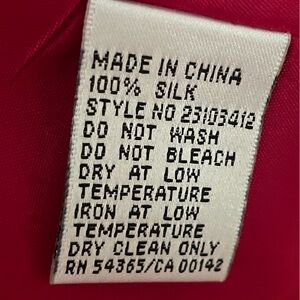 MADE IN CHINA
100% SILK
STYLE NO 23103412
DO NOT WASH
DO NOT BLEACH
DRY AT LOW
TEMPERATURE
IRON AT LOW
TEMPERATURE
DRY CLEAN ONLY
RN 54365/CA 00142